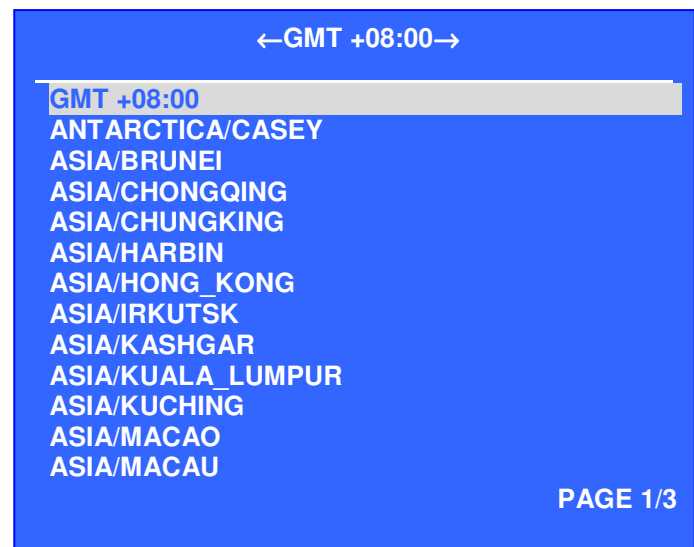 ←GMT +08:00→
GMT +08:00
ANTARCTICA/CASEY
ASIA/BRUNEI
ASIA/CHONGQING
ASIA/CHUNGKING
ASIA/HARBIN
ASIA/HONG_KONG
ASIA/IRKUTSK
ASIA/KASHGAR
ASIA/KUALA_LUMPUR
ASIA/KUCHING
ASIA/MACAO
ASIA/MACAU
PAGE 1/3